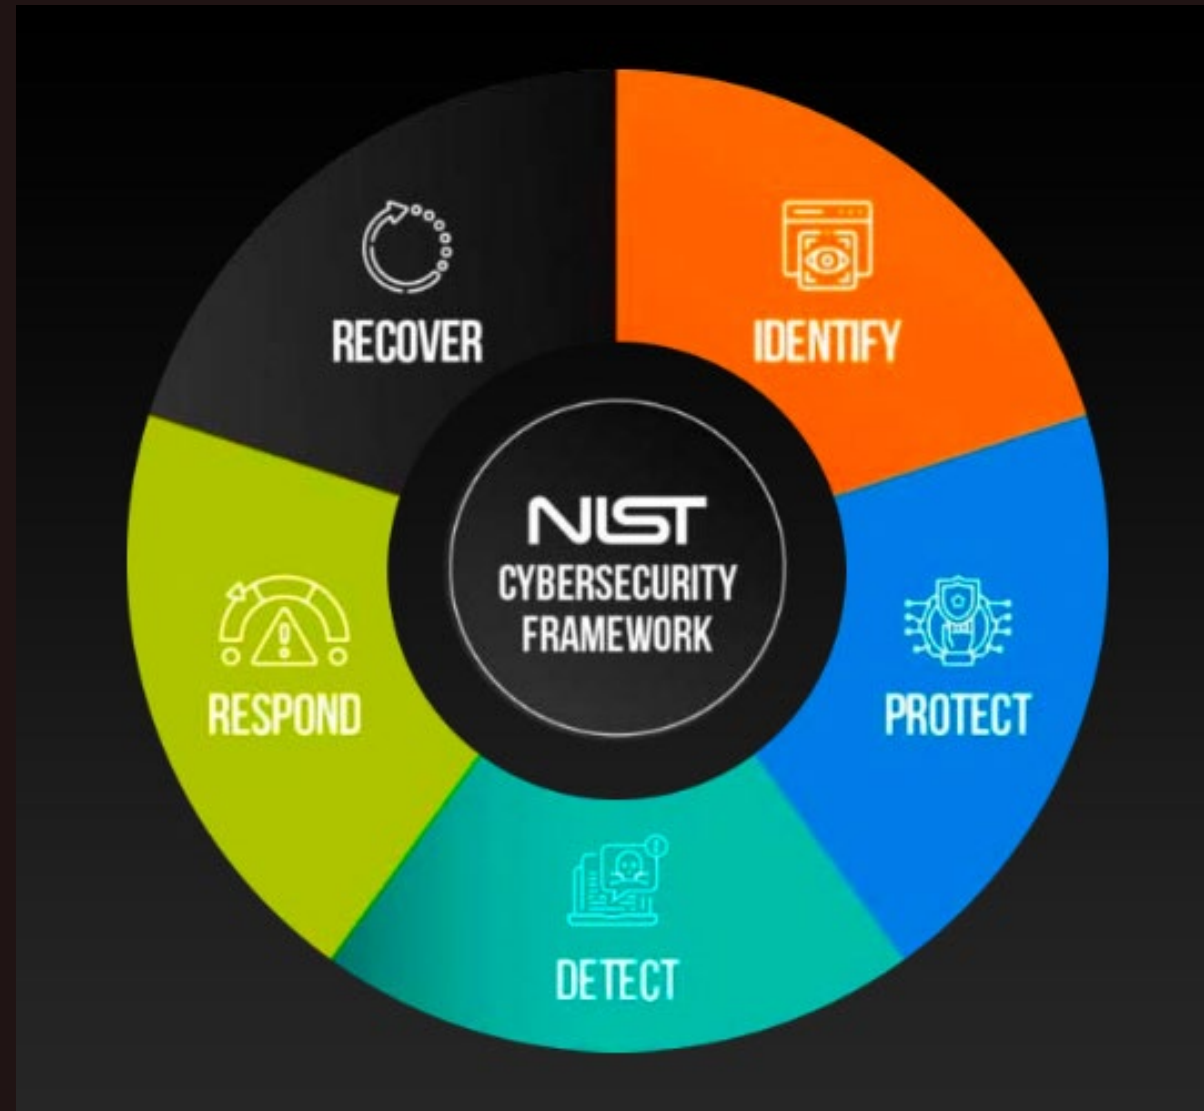 RECOVER
IDENTIFY
NIST
CYBERSECURITY
FRAMEWORK
RESPOND
PROTECT
DETECT